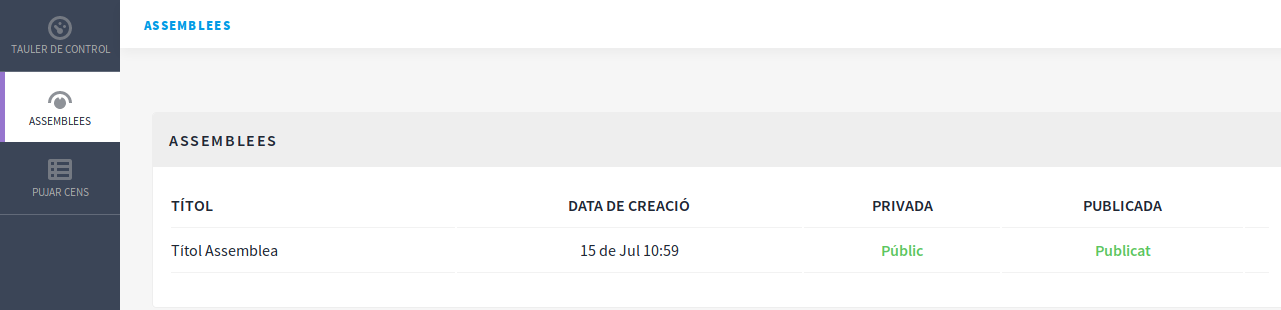 TAULER DE CONTROL
ASSEMBLEES
PUJAR CENS
ASSEMBLEES
ASSEMBLEES
TÍTOL DATA DE CREACIÓ PRIVADA PUBLICADA
Títol Assemblea 15 de Jul 10:59 Públic Publicat